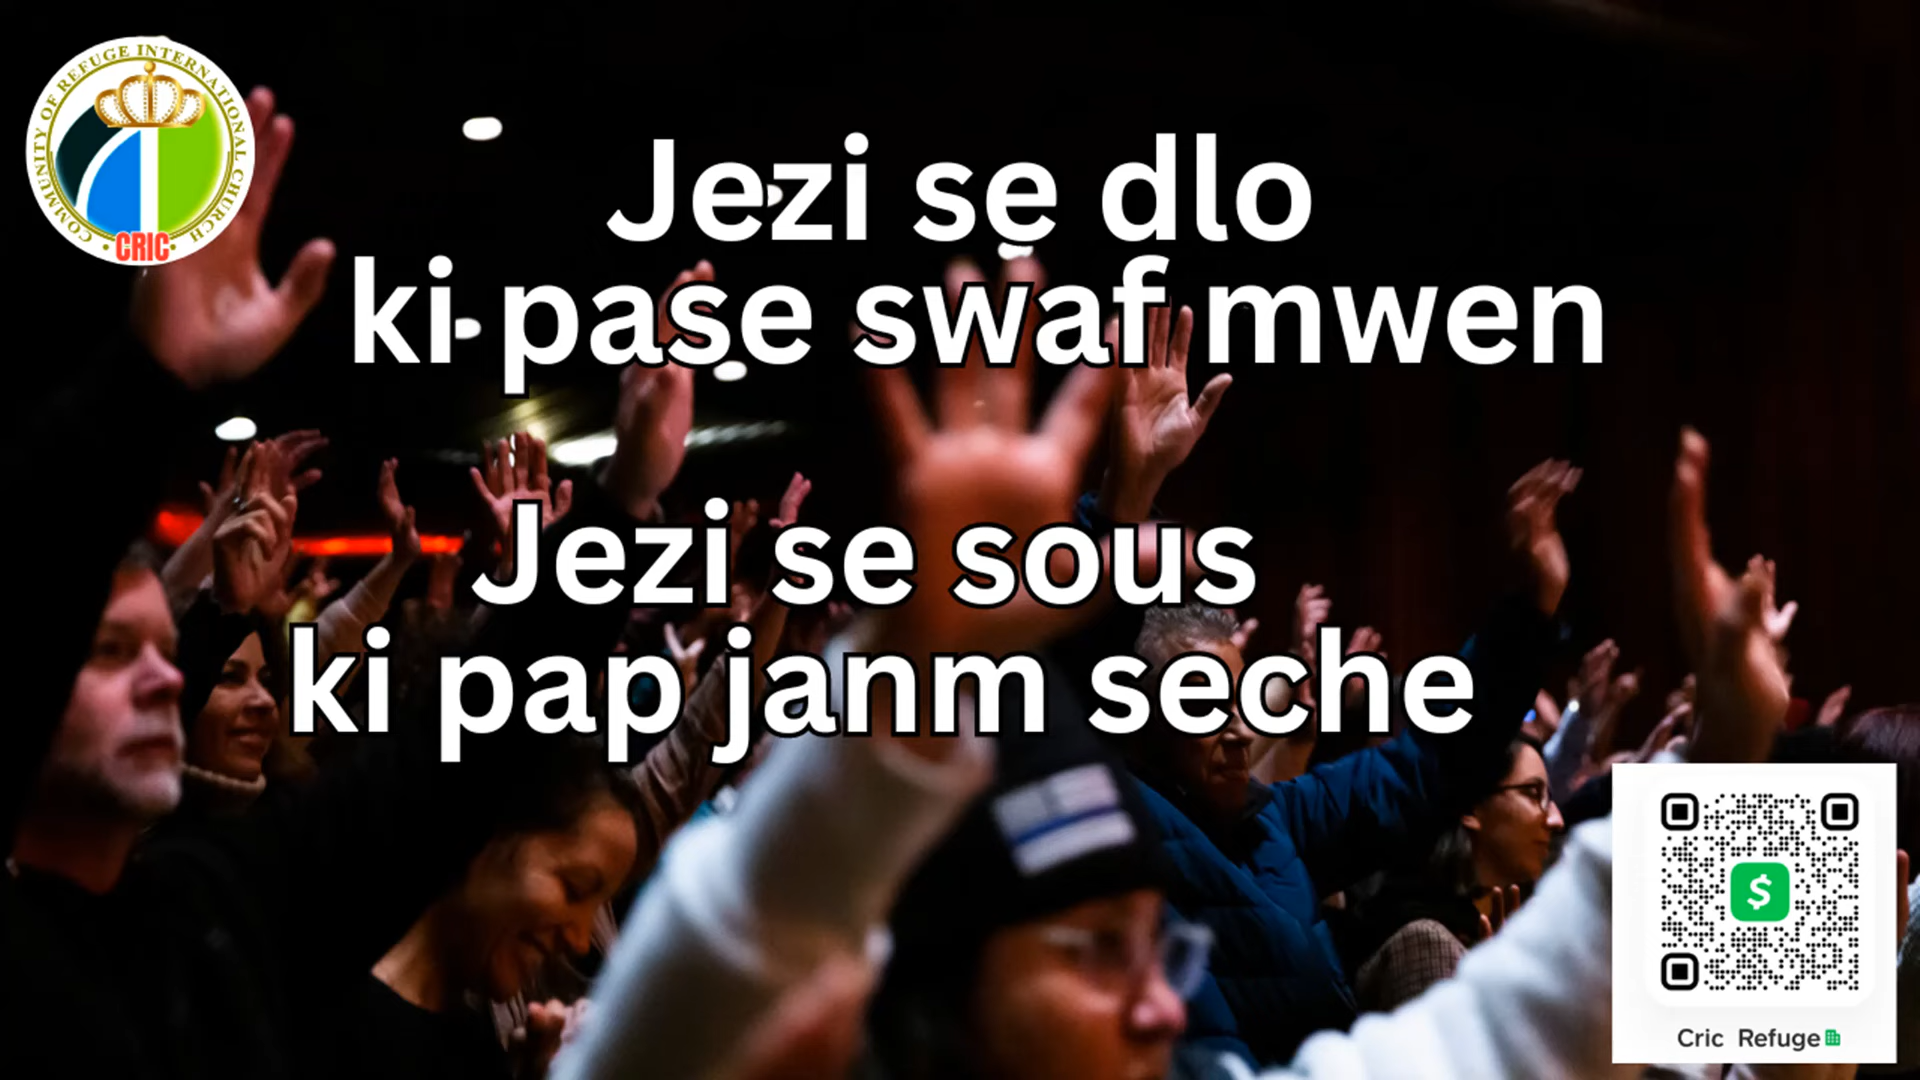 COMMUNITY OF REFUGE INTERNATIONAL CHURCH
CRIC
Jezi se dlo
ki pase swaf mwen
Jezi se sous
ki pap janm seche
$
Cric Refuge